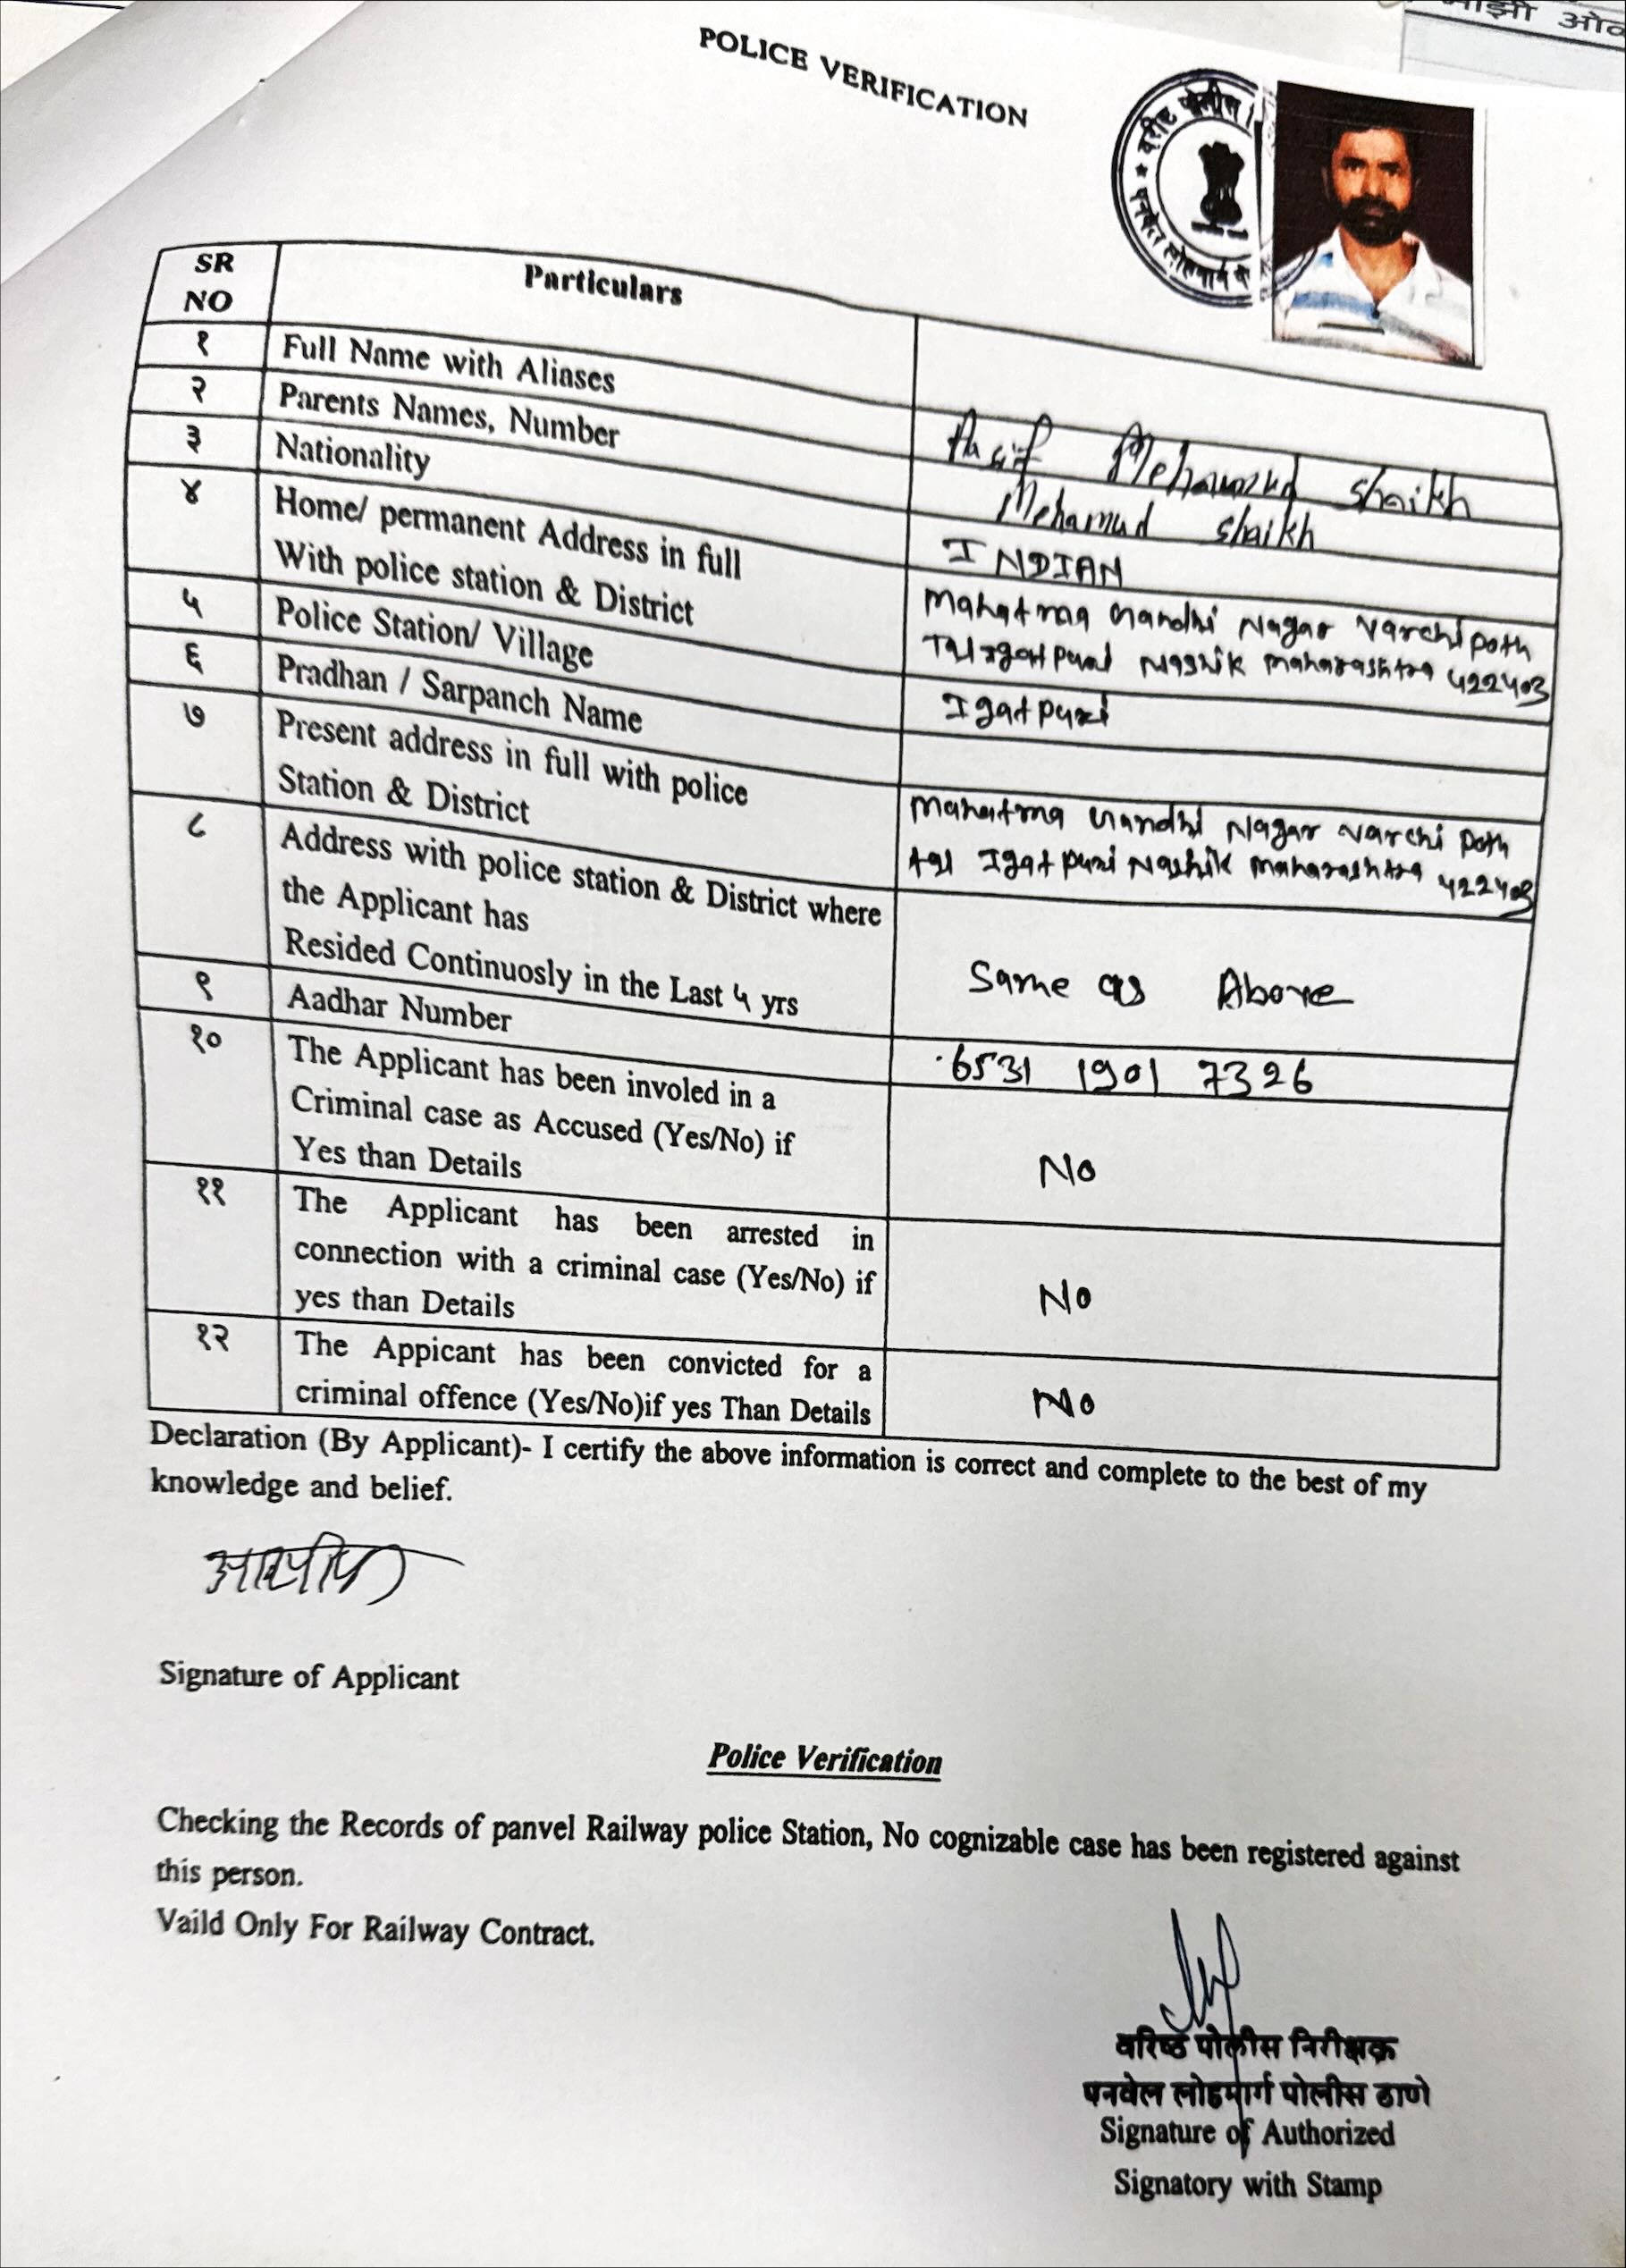 माझी ओव
POLICE VERIFICATION
वरीष्ठ पोलीस
पनवेल लोहमार्ग पो
SR NO
Particulars
१
Full Name with Aliases
Asif Mehamud shaikh
२
Parents Names, Number
Mehamud shaikh
३
Nationality
INDIAN
४
Home/ permanent Address in full
With police station & District
Mahatma Gandhi Nagar Varchi peth
Tal Igatpuri Nashik Maharashtra 422403
५
Police Station/ Village
Igatpuri
६
Pradhan / Sarpanch Name
७
Present address in full with police
Station & District
Mahatma Gandhi Nagar Varchi peth
tal Igatpuri Nashik Maharashtra 422403
८
Address with police station & District where
the Applicant has
Resided Continuosly in the Last ५ yrs
Same as Above
९
Aadhar Number
6531 1901 7326
१०
The Applicant has been involed in a
Criminal case as Accused (Yes/No) if
Yes than Details
No
११
The Applicant has been arrested in
connection with a criminal case (Yes/No) if
yes than Details
No
१२
The Appicant has been convicted for a
criminal offence (Yes/No)if yes Than Details
No
Declaration (By Applicant)- I certify the above information is correct and complete to the best of my
knowledge and belief.
आसीफ
Signature of Applicant
Police Verification
Checking the Records of panvel Railway police Station, No cognizable case has been registered against
this person.
Vaild Only For Railway Contract.
वरिष्ठ पोलीस निरीक्षक
पनवेल लोहमार्ग पोलीस ठाणे
Signature of Authorized
Signatory with Stamp